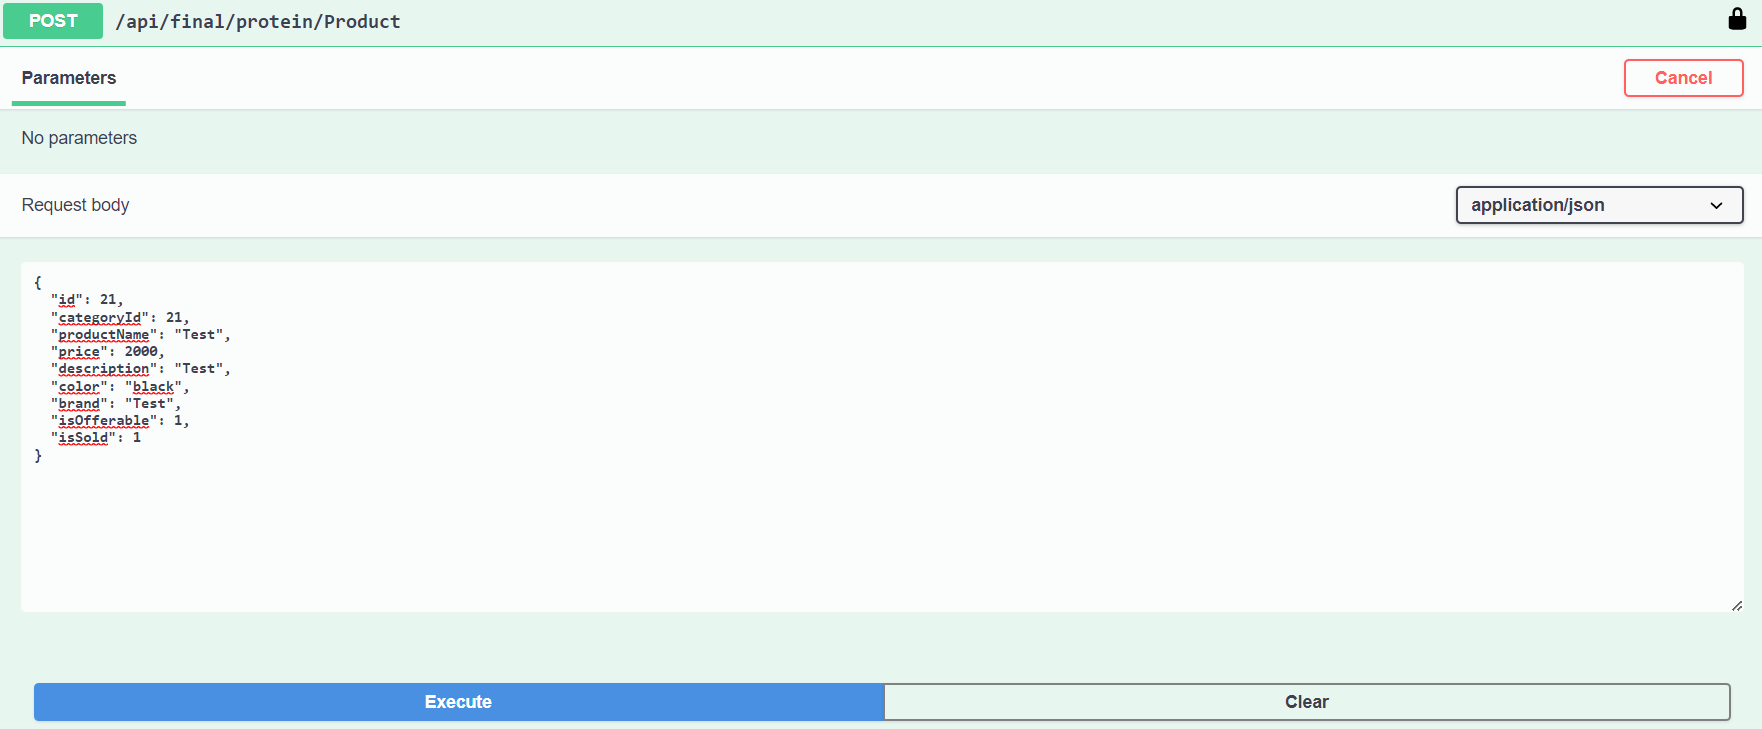 POST /api/final/protein/Product
Parameters
Cancel
No parameters
Request body
application/json
{
  "id": 21,
  "categoryId": 21,
  "productName": "Test",
  "price": 2000,
  "description": "Test",
  "color": "black",
  "brand": "Test",
  "isOfferable": 1,
  "isSold": 1
}
Execute
Clear